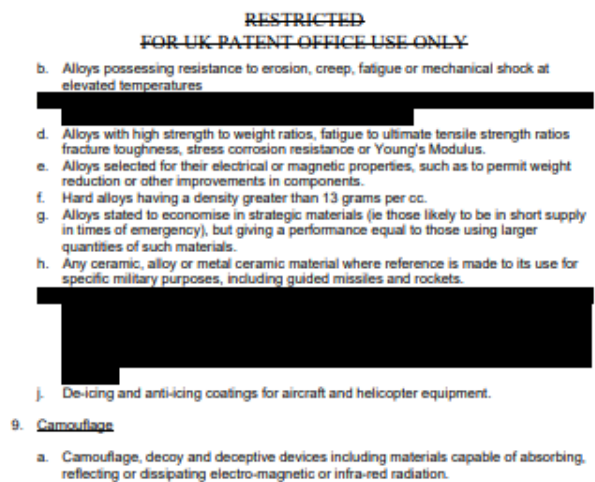 RESTRICTED
FOR UK PATENT OFFICE USE ONLY
b. Alloys possessing resistance to erosion, creep, fatigue or mechanical shock at
elevated temperatures
d. Alloys with high strength to weight ratios, fatigue to ultimate tensile strength ratios
fracture toughness, stress corrosion resistance or Young's Modulus.
e. Alloys selected for their electrical or magnetic properties, such as to permit weight
reduction or other improvements in components.
f. Hard alloys having a density greater than 13 grams per cc.
g. Alloys stated to economise in strategic materials (ie those likely to be in short supply
in times of emergency), but giving a performance equal to those using larger
quantities of such materials.
h. Any ceramic, alloy or metal ceramic material where reference is made to its use for
specific military purposes, including guided missiles and rockets.
j. De-icing and anti-icing coatings for aircraft and helicopter equipment.
9. Camouflage
a. Camouflage, decoy and deceptive devices including materials capable of absorbing,
reflecting or dissipating electro-magnetic or infra-red radiation.